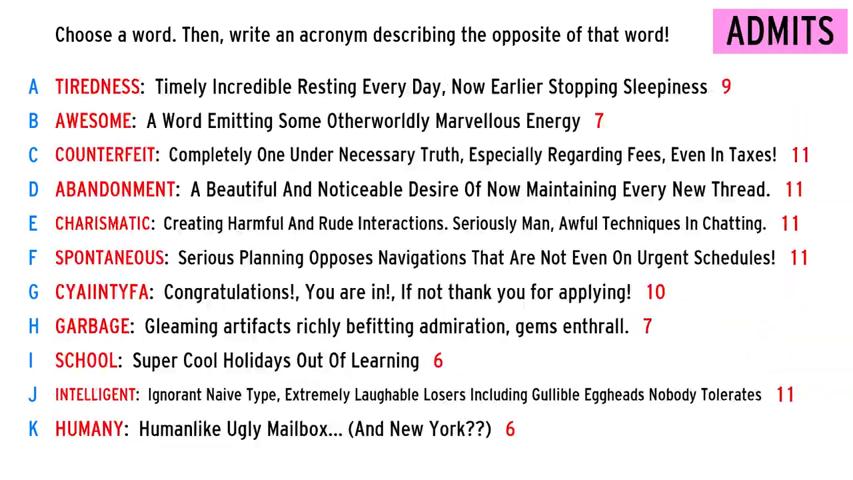 Choose a word. Then, write an acronym describing the opposite of that word!
ADMITS
A TIREDNESS: Timely Incredible Resting Every Day, Now Earlier Stopping Sleepiness 9
B AWESOME: A Word Emitting Some Otherworldly Marvellous Energy 7
C COUNTERFEIT: Completely One Under Necessary Truth, Especially Regarding Fees, Even In Taxes! 11
D ABANDONMENT: A Beautiful And Noticeable Desire Of Now Maintaining Every New Thread. 11
E CHARISMATIC: Creating Harmful And Rude Interactions. Seriously Man, Awful Techniques In Chatting. 11
F SPONTANEOUS: Serious Planning Opposes Navigations That Are Not Even On Urgent Schedules! 11
G CYAIINTYFA: Congratulations!, You are in!, If not thank you for applying! 10
H GARBAGE: Gleaming artifacts richly befitting admiration, gems enthrall. 7
I SCHOOL: Super Cool Holidays Out Of Learning 6
J INTELLIGENT: Ignorant Naive Type, Extremely Laughable Losers Including Gullible Eggheads Nobody Tolerates 11
K HUMANY: Humanlike Ugly Mailbox... (And New York??) 6